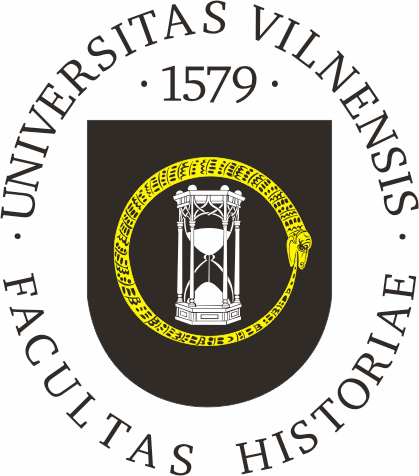 · UNIVERSITAS VILNENSIS ·
· 1579 ·
FACULTAS HISTORIAE